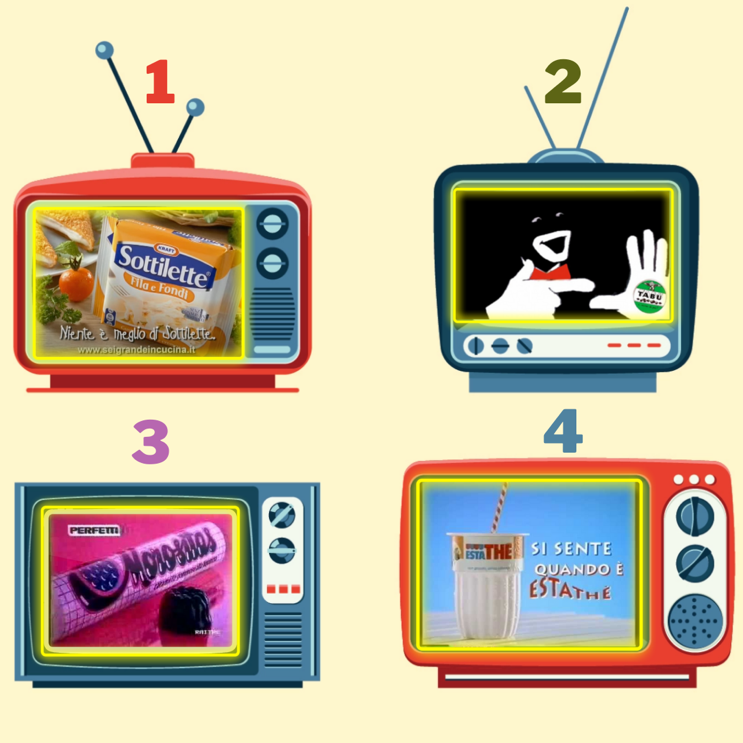 1
2
KRAFT
Sottilette
Fila e Fondi
Niente è meglio di Sottilette...
www.seigrandeincucina.it
TABU
3
4
PERFETTI
Morositas
ESTATHÉ
SI SENTE
QUANDO È
ESTATHÉ